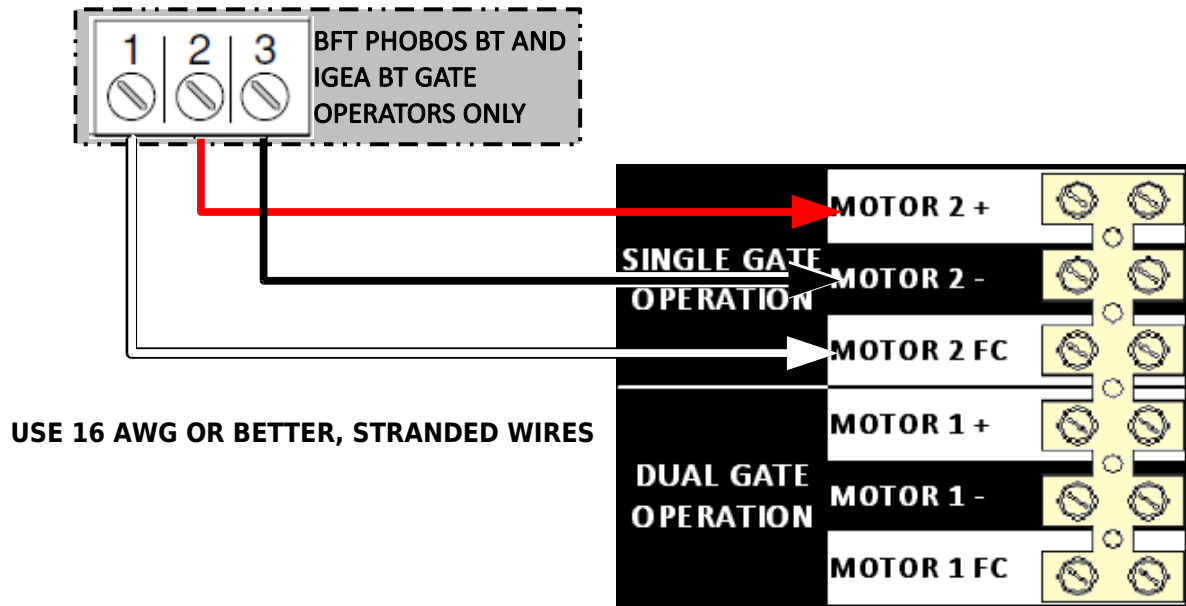 1 2 3
BFT PHOBOS BT AND
IGEA BT GATE
OPERATORS ONLY
SINGLE GATE
OPERATION
MOTOR 2 +
MOTOR 2 -
MOTOR 2 FC
USE 16 AWG OR BETTER, STRANDED WIRES
DUAL GATE
OPERATION
MOTOR 1 +
MOTOR 1 -
MOTOR 1 FC